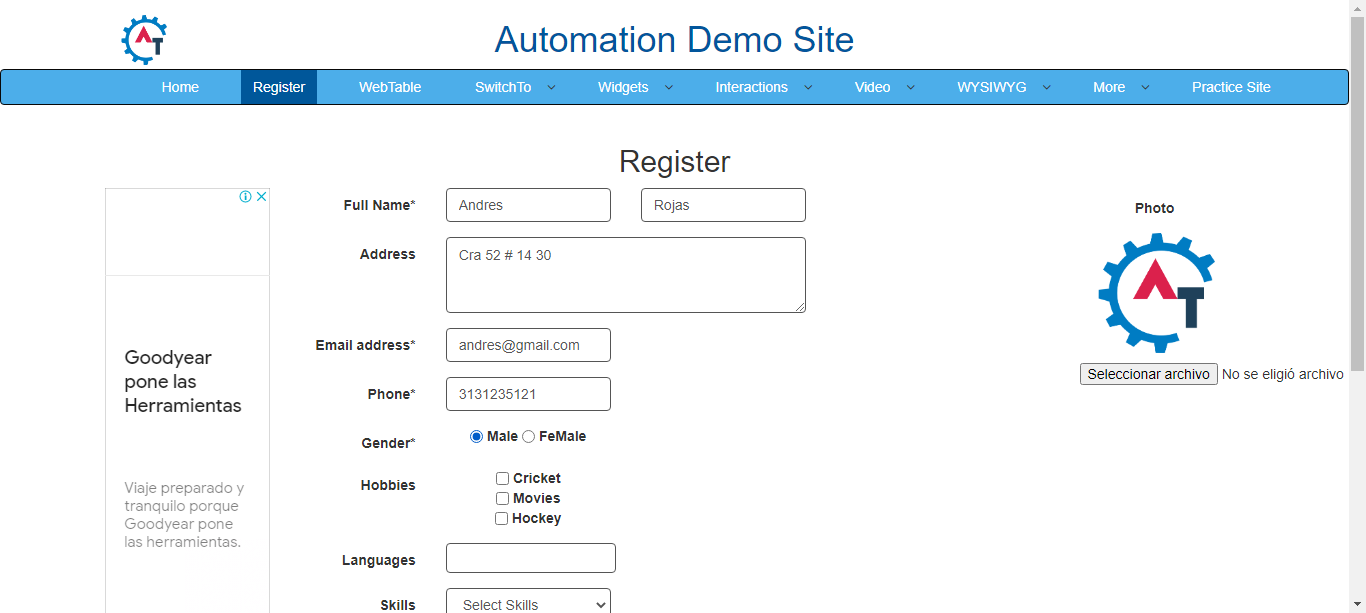 AT
Automation Demo Site
Home Register WebTable SwitchTo Widgets Interactions Video WYSIWYG More Practice Site
Register
Full Name* Andres Rojas
Photo
Address Cra 52 # 14 30
AT
Email address* andres@gmail.com
Seleccionar archivo No se eligió archivo
Phone* 3131235121
Gender* Male FeMale
Hobbies Cricket
Movies
Hockey
Languages
Skills Select Skills
Goodyear
pone las
Herramientas
Viaje preparado y
tranquilo porque
Goodyear pone
las herramientas.